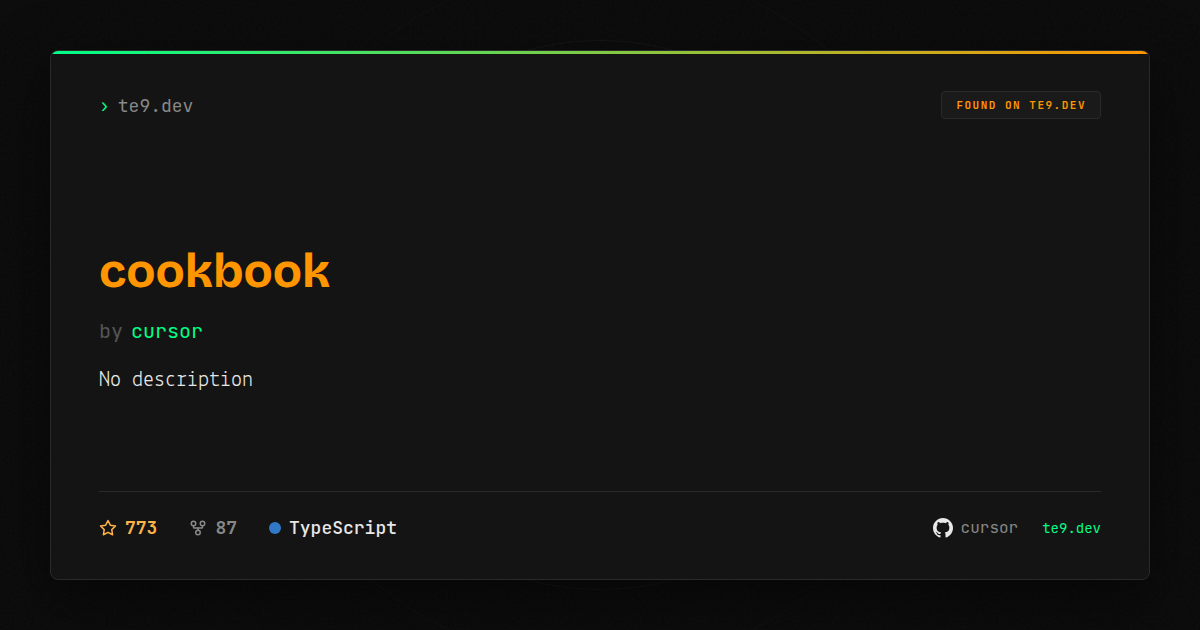 › te9.dev
FOUND ON TE9.DEV
cookbook
by cursor
No description
773 87 TypeScript
cursor te9.dev